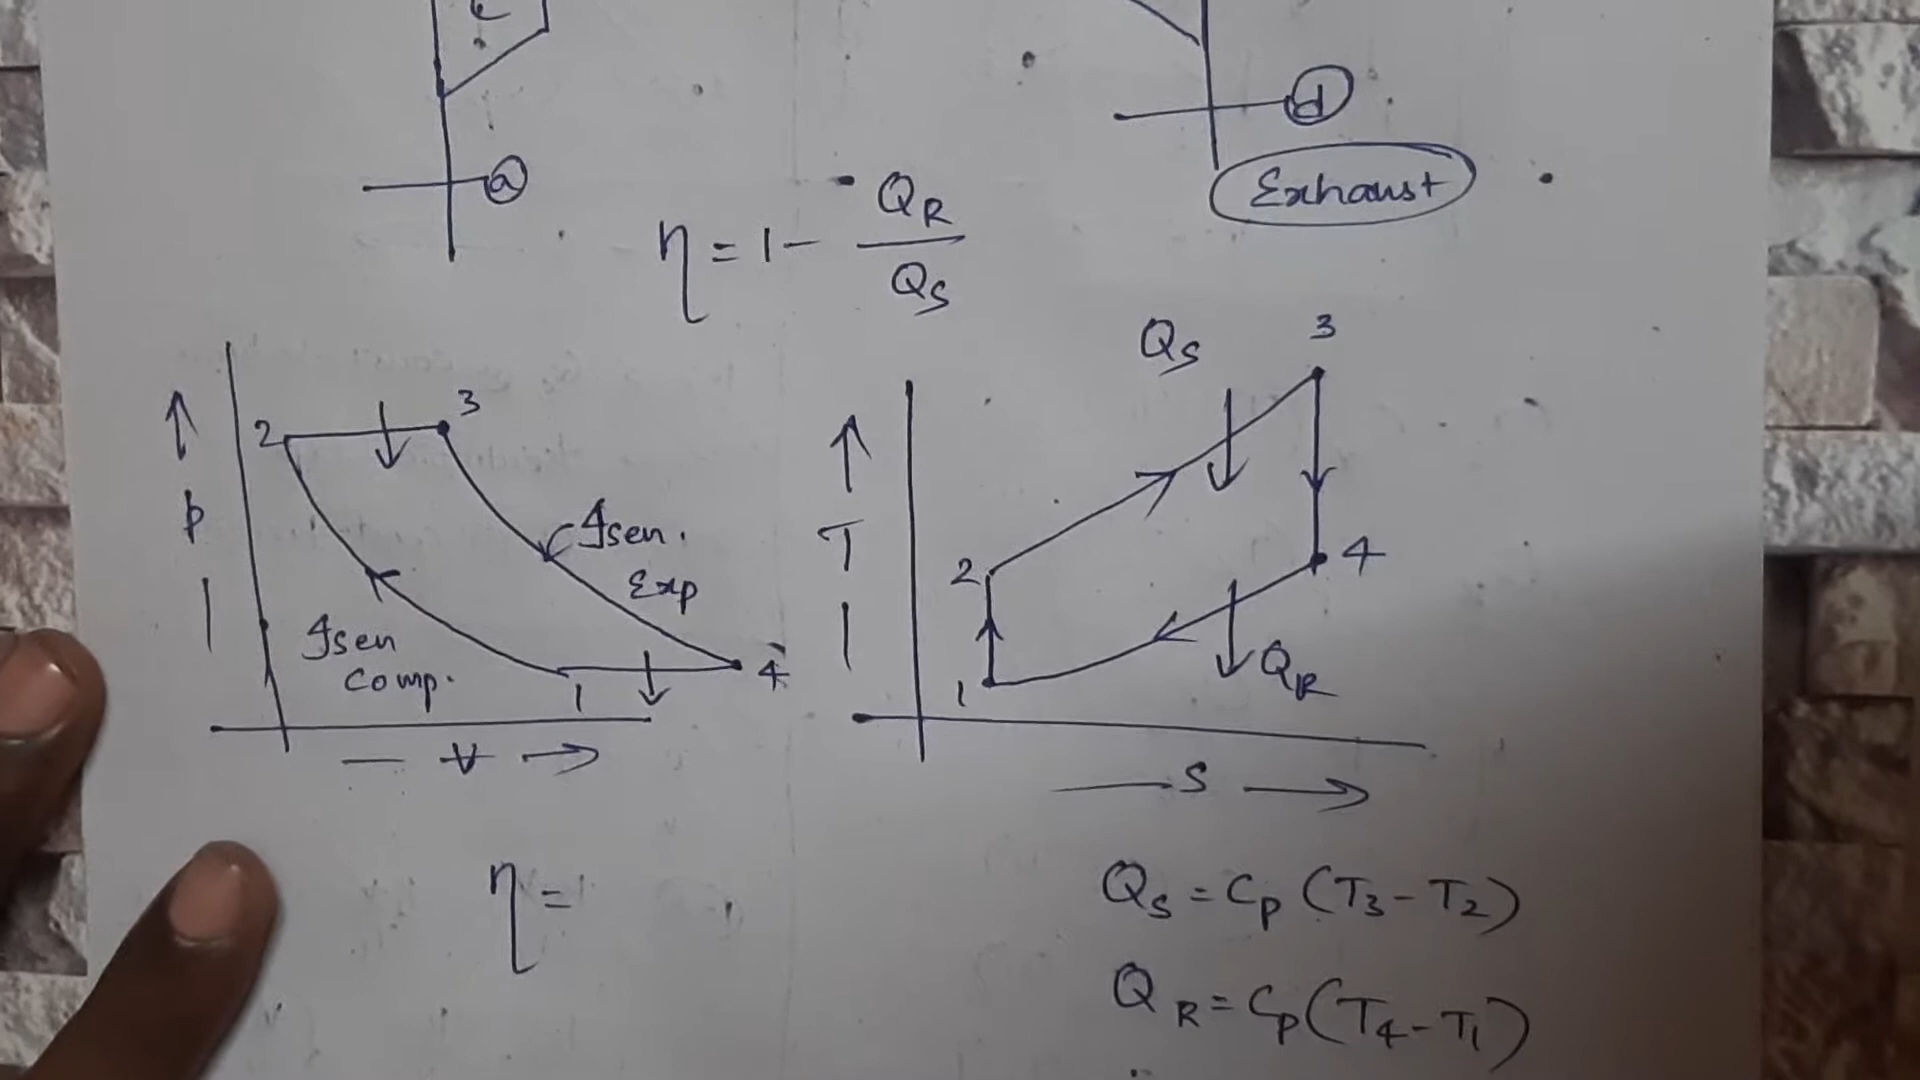 c
a
d
Exhaust
η = 1 - Q_R / Q_S
p
2
3
Isen.
Exp
Isen
Comp.
1
4
V
Q_S
3
T
2
4
1
Q_R
S
η =
Q_S = C_p (T_3 - T_2)
Q_R = C_p (T_4 - T_1)